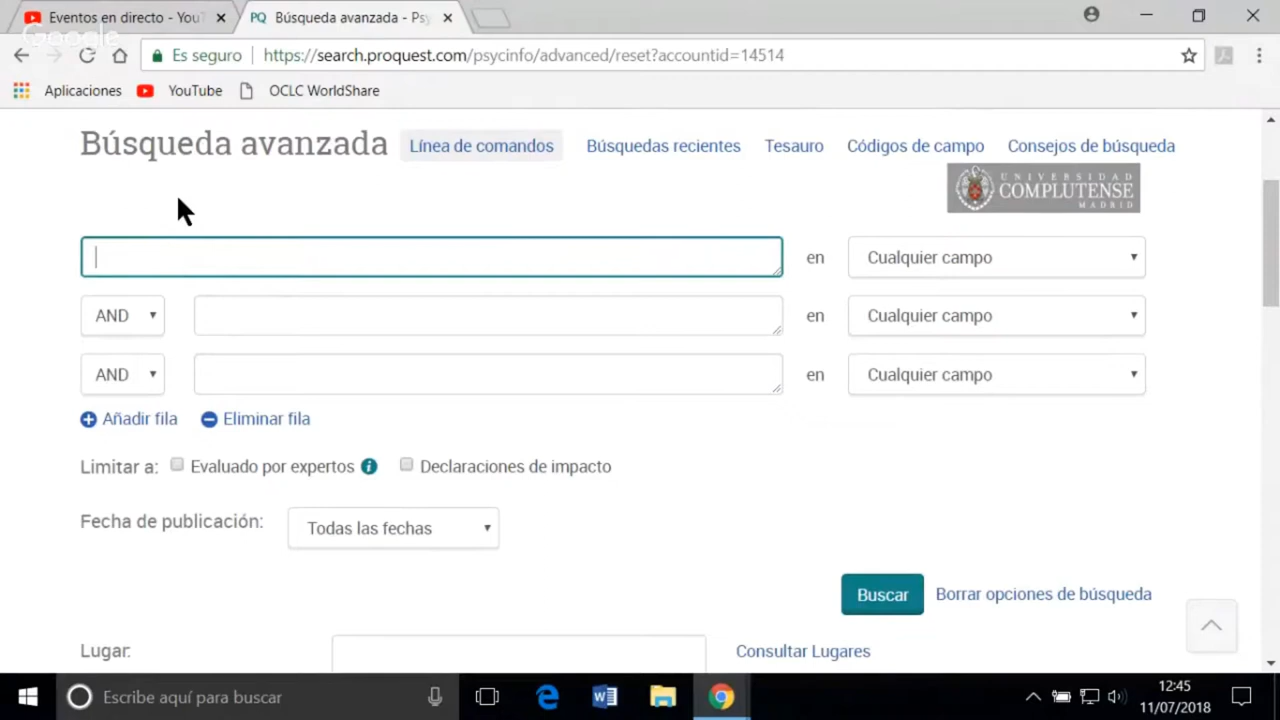 Eventos en directo - YouT
PQ Búsqueda avanzada - Psy
Google
Es seguro https://search.proquest.com/psycinfo/advanced/reset?accountid=14514
Aplicaciones YouTube OCLC WorldShare
Búsqueda avanzada Línea de comandos Búsquedas recientes Tesauro Códigos de campo Consejos de búsqueda
UNIVERSIDAD
COMPLUTENSE
MADRID
en Cualquier campo
AND en Cualquier campo
AND en Cualquier campo
Añadir fila Eliminar fila
Limitar a: Evaluado por expertos i Declaraciones de impacto
Fecha de publicación: Todas las fechas
Buscar Borrar opciones de búsqueda
Lugar: Consultar Lugares
Escribe aquí para buscar
12:45
11/07/2018